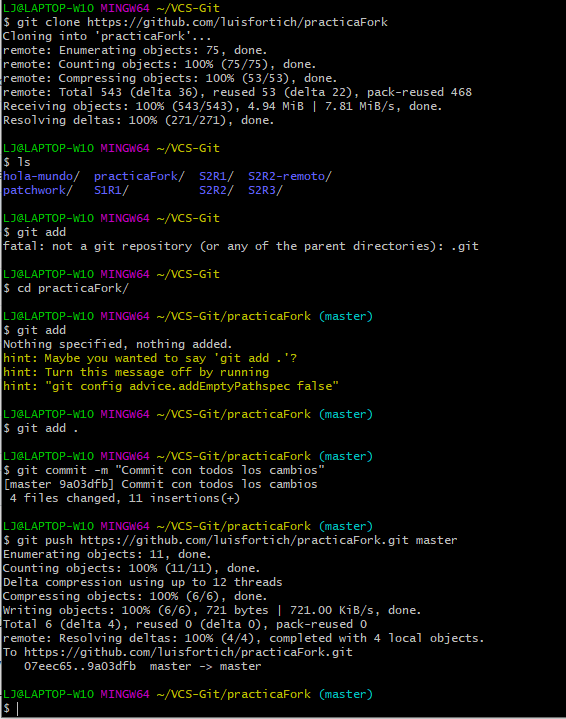 LJ@LAPTOP-W10 MINGW64 ~/VCS-Git
$ git clone https://github.com/luisfortich/practicaFork
Cloning into 'practicaFork'...
remote: Enumerating objects: 75, done.
remote: Counting objects: 100% (75/75), done.
remote: Compressing objects: 100% (53/53), done.
remote: Total 543 (delta 36), reused 53 (delta 22), pack-reused 468
Receiving objects: 100% (543/543), 4.94 MiB | 7.81 MiB/s, done.
Resolving deltas: 100% (271/271), done.
LJ@LAPTOP-W10 MINGW64 ~/VCS-Git
$ ls
hola-mundo/  practicaFork/  S2R1/  S2R2-remoto/
patchwork/   S1R1/          S2R2/  S2R3/
LJ@LAPTOP-W10 MINGW64 ~/VCS-Git
$ git add
fatal: not a git repository (or any of the parent directories): .git
LJ@LAPTOP-W10 MINGW64 ~/VCS-Git
$ cd practicaFork/
LJ@LAPTOP-W10 MINGW64 ~/VCS-Git/practicaFork (master)
$ git add
Nothing specified, nothing added.
hint: Maybe you wanted to say 'git add .'?
hint: Turn this message off by running
hint: "git config advice.addEmptyPathspec false"
LJ@LAPTOP-W10 MINGW64 ~/VCS-Git/practicaFork (master)
$ git add .
LJ@LAPTOP-W10 MINGW64 ~/VCS-Git/practicaFork (master)
$ git commit -m "Commit con todos los cambios"
[master 9a03dfb] Commit con todos los cambios
 4 files changed, 11 insertions(+)
LJ@LAPTOP-W10 MINGW64 ~/VCS-Git/practicaFork (master)
$ git push https://github.com/luisfortich/practicaFork.git master
Enumerating objects: 11, done.
Counting objects: 100% (11/11), done.
Delta compression using up to 12 threads
Compressing objects: 100% (6/6), done.
Writing objects: 100% (6/6), 721 bytes | 721.00 KiB/s, done.
Total 6 (delta 4), reused 0 (delta 0), pack-reused 0
remote: Resolving deltas: 100% (4/4), completed with 4 local objects.
To https://github.com/luisfortich/practicaFork.git
   07eec65..9a03dfb  master -> master
LJ@LAPTOP-W10 MINGW64 ~/VCS-Git/practicaFork (master)
$